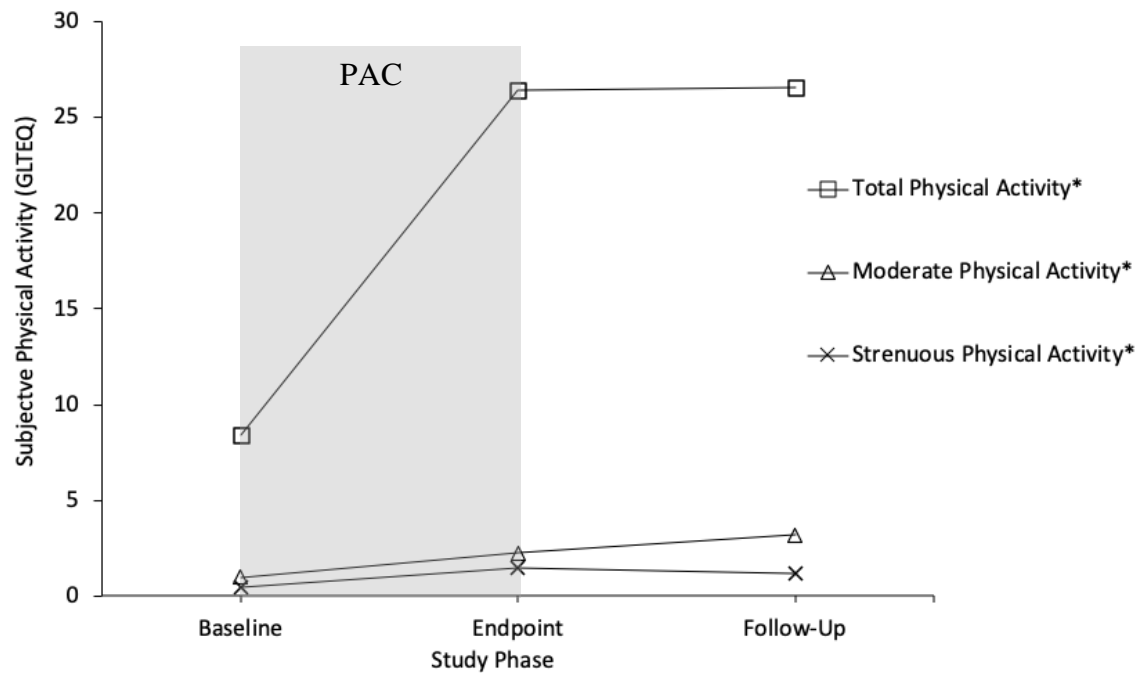 30
25
20
15
10
5
0
Subjectve Physical Activity (GLTEQ)
PAC
Total Physical Activity*
Moderate Physical Activity*
Strenuous Physical Activity*
Baseline
Endpoint
Follow-Up
Study Phase